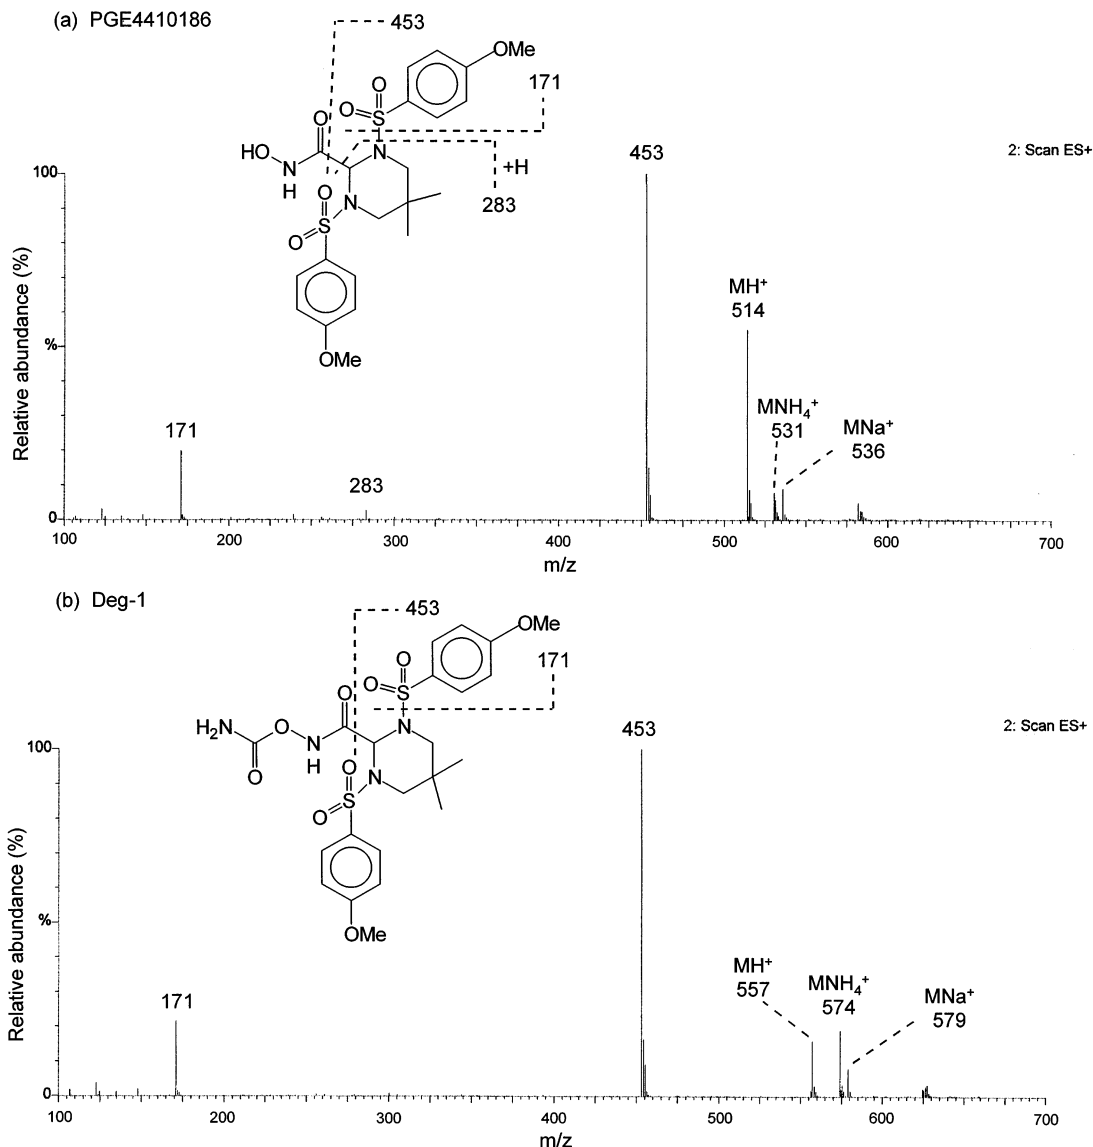 (a) PGE4410186
453
OMe
171
O
O
S
O
HO
N
H
N
+H
283
O
N
S
O
OMe
2: Scan ES+
Relative abundance (%)
100
%
0
453
MH⁺
514
MNH₄⁺
531
MNa⁺
536
171
283
100 200 300 400 500 600 700
m/z
(b) Deg-1
453
OMe
171
O
O
S
O
H₂N
O
N
H
O
N
O
N
S
O
OMe
2: Scan ES+
Relative abundance (%)
100
%
0
453
MH⁺
557
MNH₄⁺
574
MNa⁺
579
171
100 200 300 400 500 600 700
m/z